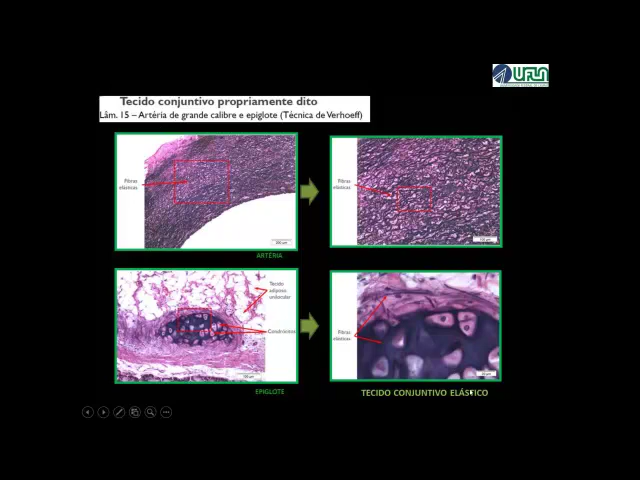 UFLA
Tecido conjuntivo propriamente dito
Lâm. 15 – Artéria de grande calibre e epiglote (Técnica de Verhoeff)
Fibras
elásticas
Fibras
elásticas
ARTÉRIA
Tecido
adiposo
unilocular
Condrócitos
Fibras
elásticas
EPIGLOTE
TECIDO CONJUNTIVO ELÁSTICO